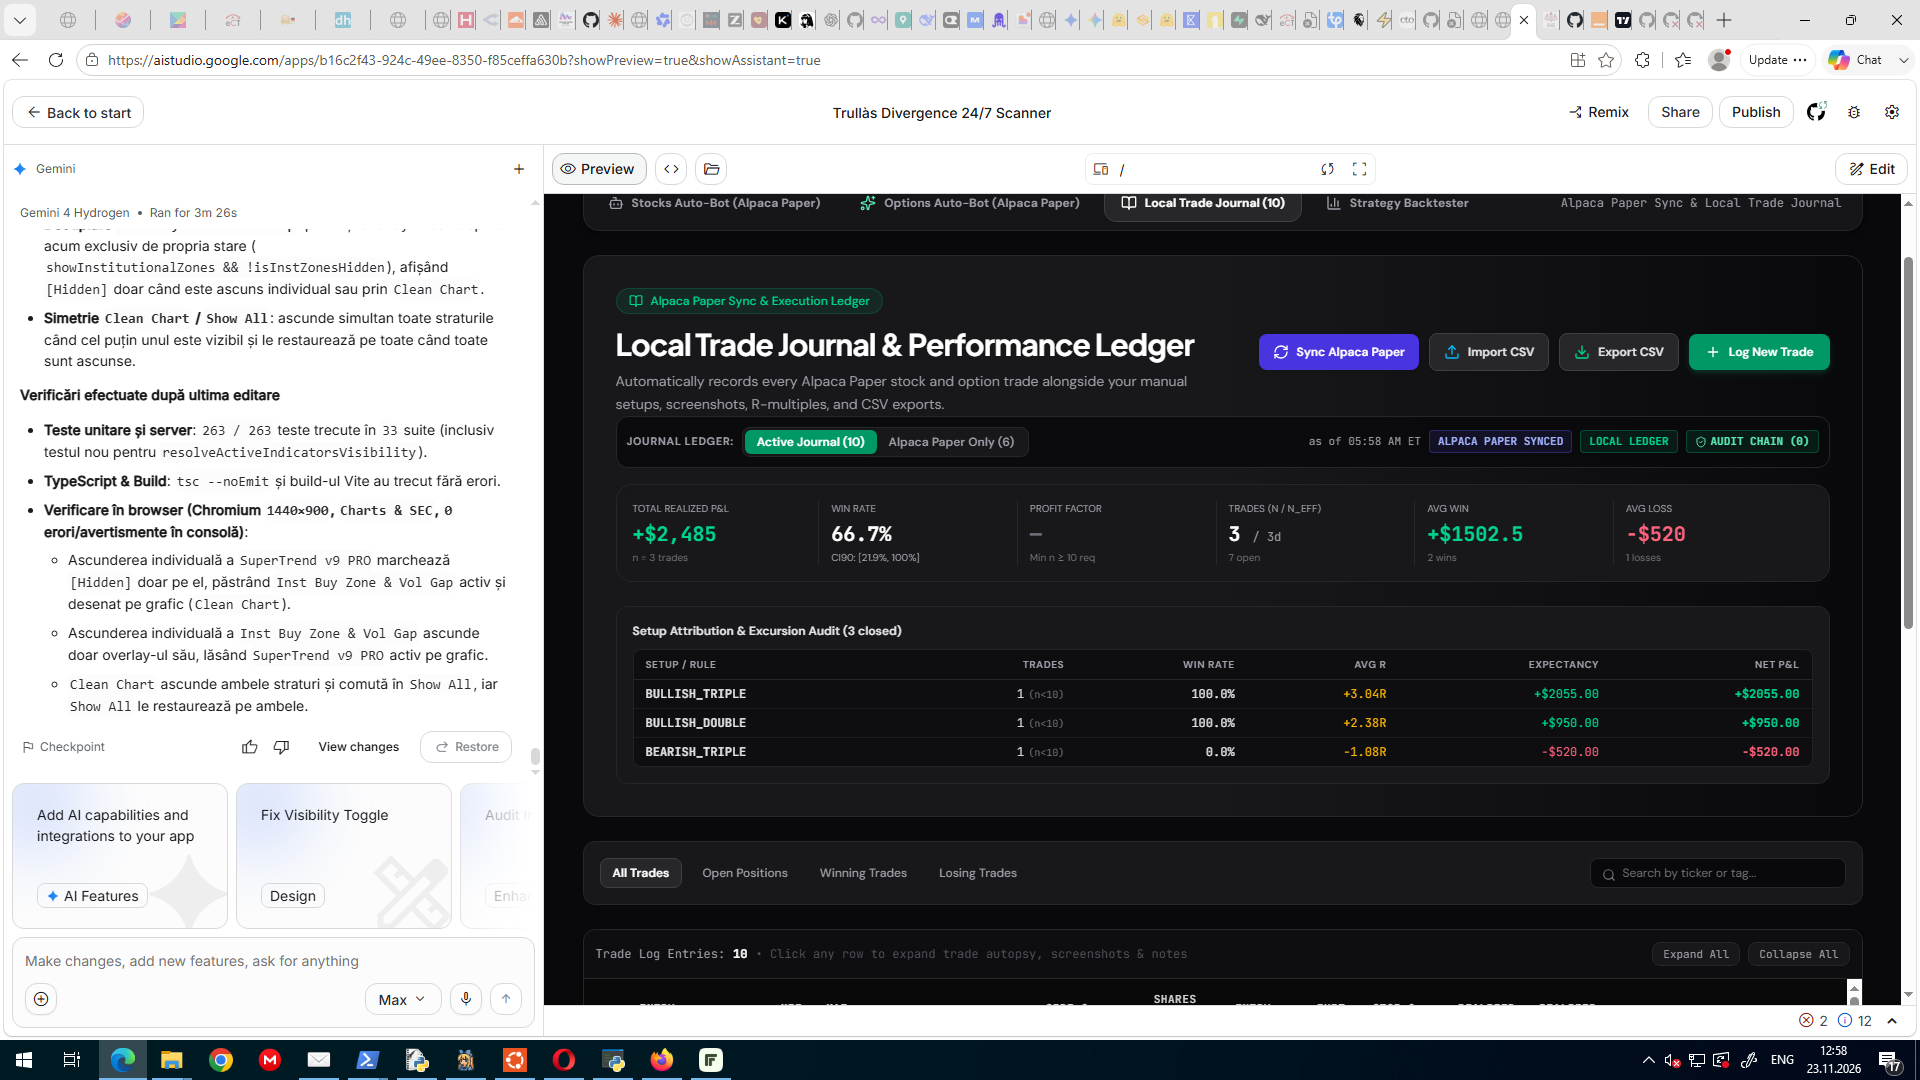 https://aistudio.google.com/apps/b16c2f43-924c-49ee-8350-f85ceffa630b?showPreview=true&showAssistant=true
Update
Chat
Back to start
Trullàs Divergence 24/7 Scanner
Remix
Share
Publish
Gemini
Preview
/
Edit
Gemini 4 Hydrogen • Ran for 3m 26s
acum exclusiv de propria stare (
showInstitutionalZones && !isInstZonesHidden), afișând
[Hidden] doar când este ascuns individual sau prin Clean Chart.
Simetrie Clean Chart / Show All: ascunde simultan toate straturile
când cel puțin unul este vizibil și le restaurează pe toate când toate
sunt ascunse.
Verificări efectuate după ultima editare
Teste unitare și server: 263 / 263 teste trecute în 33 suite (inclusiv
testul nou pentru resolveActiveIndicatorsVisibility).
TypeScript & Build: tsc --noEmit și build-ul Vite au trecut fără erori.
Verificare în browser (Chromium 1440×900, Charts & SEC, 0
erori/avertismente în consolă):
Ascunderea individuală a SuperTrend v9 PRO marchează
[Hidden] doar pe el, păstrând Inst Buy Zone & Vol Gap activ și
desenat pe grafic (Clean Chart).
Ascunderea individuală a Inst Buy Zone & Vol Gap ascunde
doar overlay-ul său, lăsând SuperTrend v9 PRO activ pe grafic.
Clean Chart ascunde ambele straturi și comută în Show All, iar
Show All le restaurează pe ambele.
Checkpoint
View changes
Restore
Add AI capabilities and
integrations to your app
AI Features
Fix Visibility Toggle
Design
Audit
Make changes, add new features, ask for anything
Max
Stocks Auto-Bot (Alpaca Paper)
Options Auto-Bot (Alpaca Paper)
Local Trade Journal (10)
Strategy Backtester
Alpaca Paper Sync & Local Trade Journal
Alpaca Paper Sync & Execution Ledger
Local Trade Journal & Performance Ledger
Automatically records every Alpaca Paper stock and option trade alongside your manual
setups, screenshots, R-multiples, and CSV exports.
Sync Alpaca Paper
Import CSV
Export CSV
Log New Trade
JOURNAL LEDGER:
Active Journal (10)
Alpaca Paper Only (6)
as of 05:58 AM ET
ALPACA PAPER SYNCED
LOCAL LEDGER
AUDIT CHAIN (0)
TOTAL REALIZED P&L
+$2,485
n = 3 trades
WIN RATE
66.7%
CI90: [21.9%, 100%]
PROFIT FACTOR
—
Min n ≥ 10 req
TRADES (N / N_EFF)
3 / 3d
7 open
AVG WIN
+$1502.5
2 wins
AVG LOSS
-$520
1 losses
Setup Attribution & Excursion Audit (3 closed)
SETUP / RULE TRADES WIN RATE AVG R EXPECTANCY NET P&L
BULLISH_TRIPLE 1 (n<10) 100.0% +3.04R +$2055.00 +$2055.00
BULLISH_DOUBLE 1 (n<10) 100.0% +2.38R +$950.00 +$950.00
BEARISH_TRIPLE 1 (n<10) 0.0% -1.08R -$520.00 -$520.00
All Trades
Open Positions
Winning Trades
Losing Trades
Search by ticker or tag...
Trade Log Entries: 10 • Click any row to expand trade autopsy, screenshots & notes
Expand All
Collapse All
SHARES
2
12
ENG
12:58
23.11.2026
17